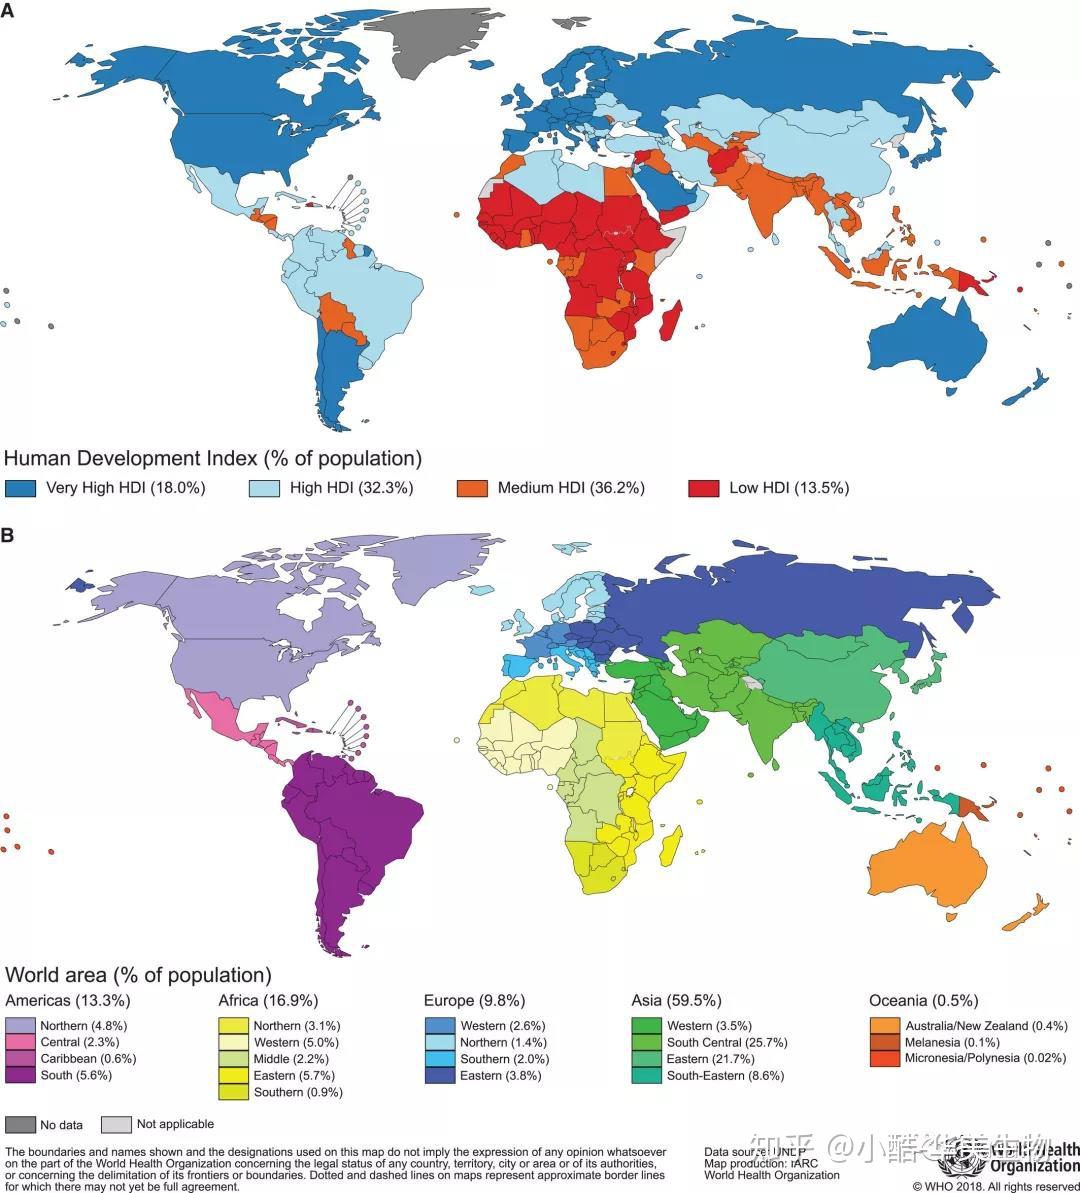 A
Human Development Index (% of population)
Very High HDI (18.0%)
High HDI (32.3%)
Medium HDI (36.2%)
Low HDI (13.5%)
B
World area (% of population)
Americas (13.3%)
Northern (4.8%)
Central (2.3%)
Caribbean (0.6%)
South (5.6%)
Africa (16.9%)
Northern (3.1%)
Western (5.0%)
Middle (2.2%)
Eastern (5.7%)
Southern (0.9%)
Europe (9.8%)
Western (2.6%)
Northern (1.4%)
Southern (2.0%)
Eastern (3.8%)
Asia (59.5%)
Western (3.5%)
South Central (25.7%)
Eastern (21.7%)
South-Eastern (8.6%)
Oceania (0.5%)
Australia/New Zealand (0.4%)
Melanesia (0.1%)
Micronesia/Polynesia (0.02%)
No data
Not applicable
The boundaries and names shown and the designations used on this map do not imply the expression of any opinion whatsoever
on the part of the World Health Organization concerning the legal status of any country, territory, city or area or of its authorities,
or concerning the delimitation of its frontiers or boundaries. Dotted and dashed lines on maps represent approximate border lines
for which there may not yet be full agreement.
Data source: UNDP
Map production: IARC
World Health Organization
World Health
Organization
© WHO 2018. All rights reserved
知乎 @小酷华美生物